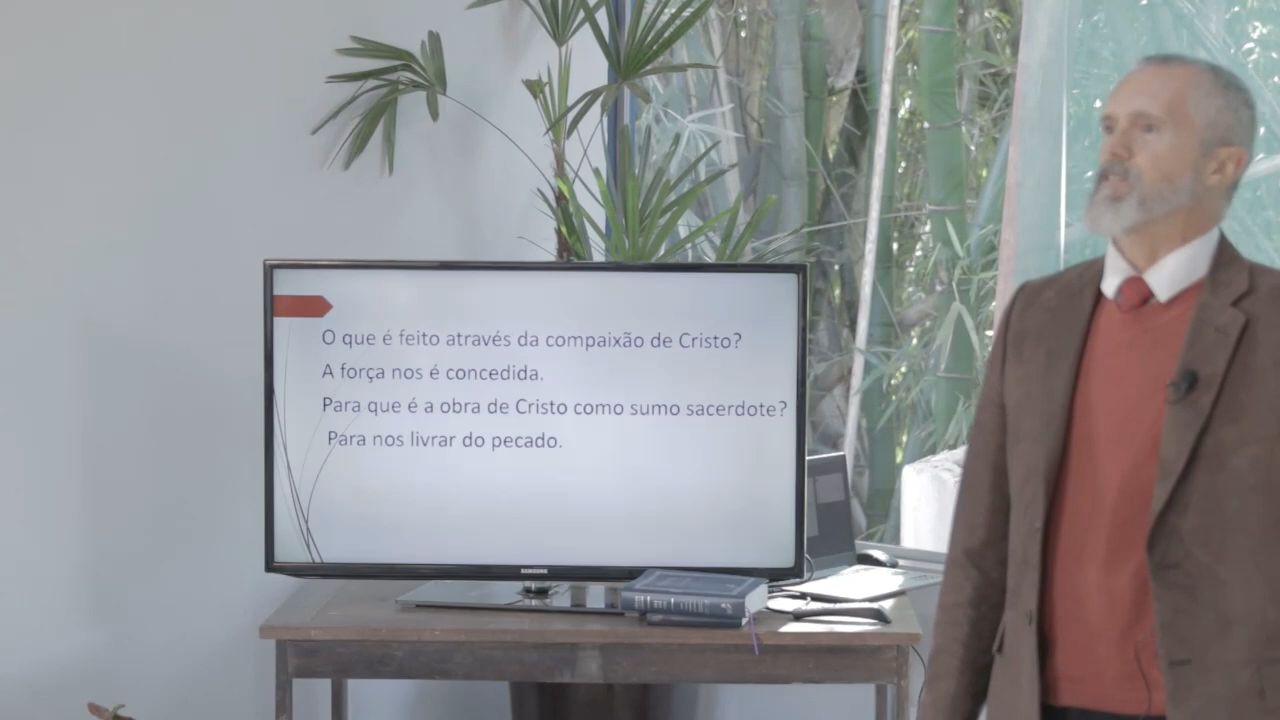 O que é feito através da compaixão de Cristo?
A força nos é concedida.
Para que é a obra de Cristo como sumo sacerdote?
Para nos livrar do pecado.
SAMSUNG